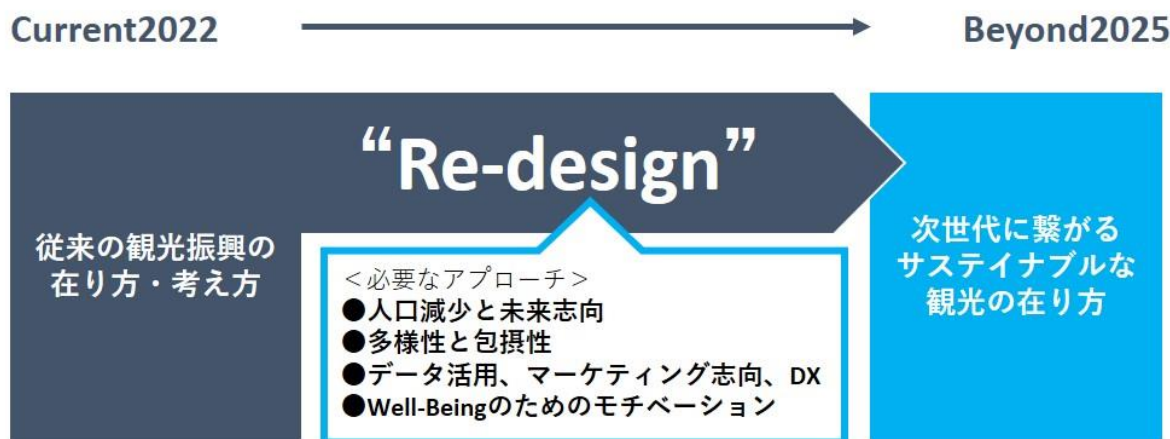 Current2022
Beyond2025
“Re-design”
従来の観光振興の
在り方・考え方
＜必要なアプローチ＞
●人口減少と未来志向
●多様性と包摂性
●データ活用、マーケティング志向、DX
●Well-Beingのためのモチベーション
次世代に繋がる
サステイナブルな
観光の在り方